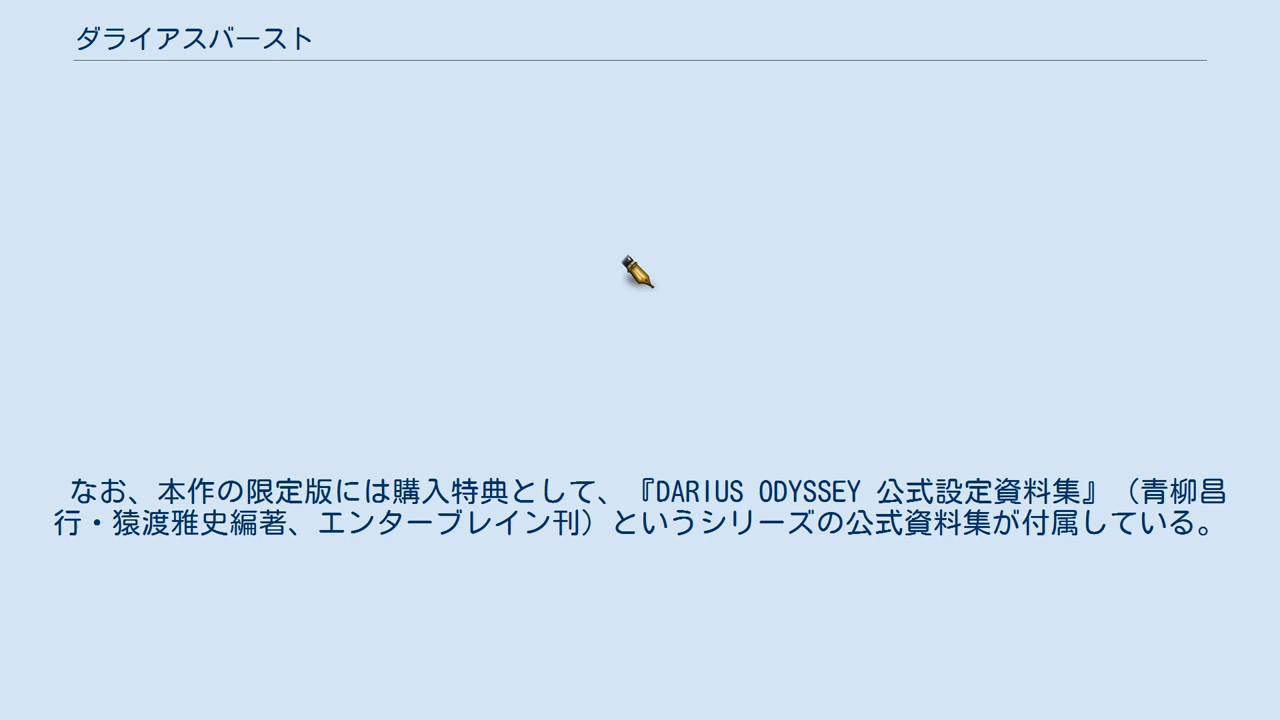 ダライアスバースト
なお、本作の限定版には購入特典として、『DARIUS ODYSSEY 公式設定資料集』（青柳昌
行・猿渡雅史編著、エンターブレイン刊）というシリーズの公式資料集が付属している。